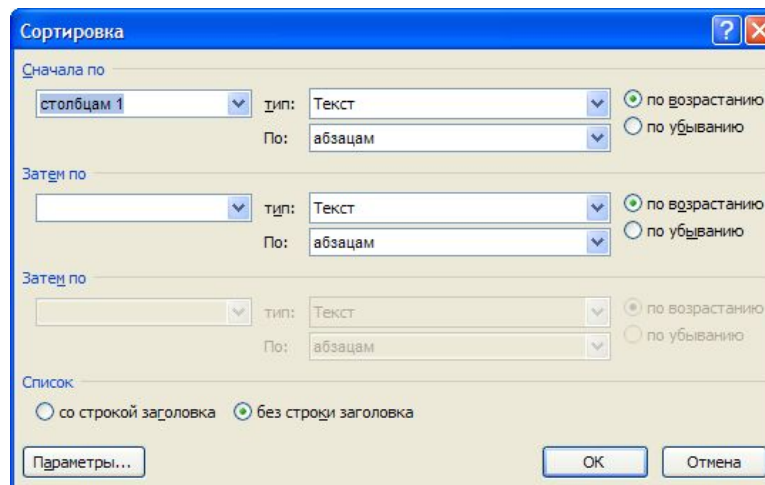 Сортировка
Сначала по
столбцам 1 тип: Текст по возрастанию
По: абзацам по убыванию
Затем по
тип: Текст по возрастанию
По: абзацам по убыванию
Затем по
тип: Текст по возрастанию
По: абзацам по убыванию
Список
со строкой заголовка без строки заголовка
Параметры... ОК Отмена